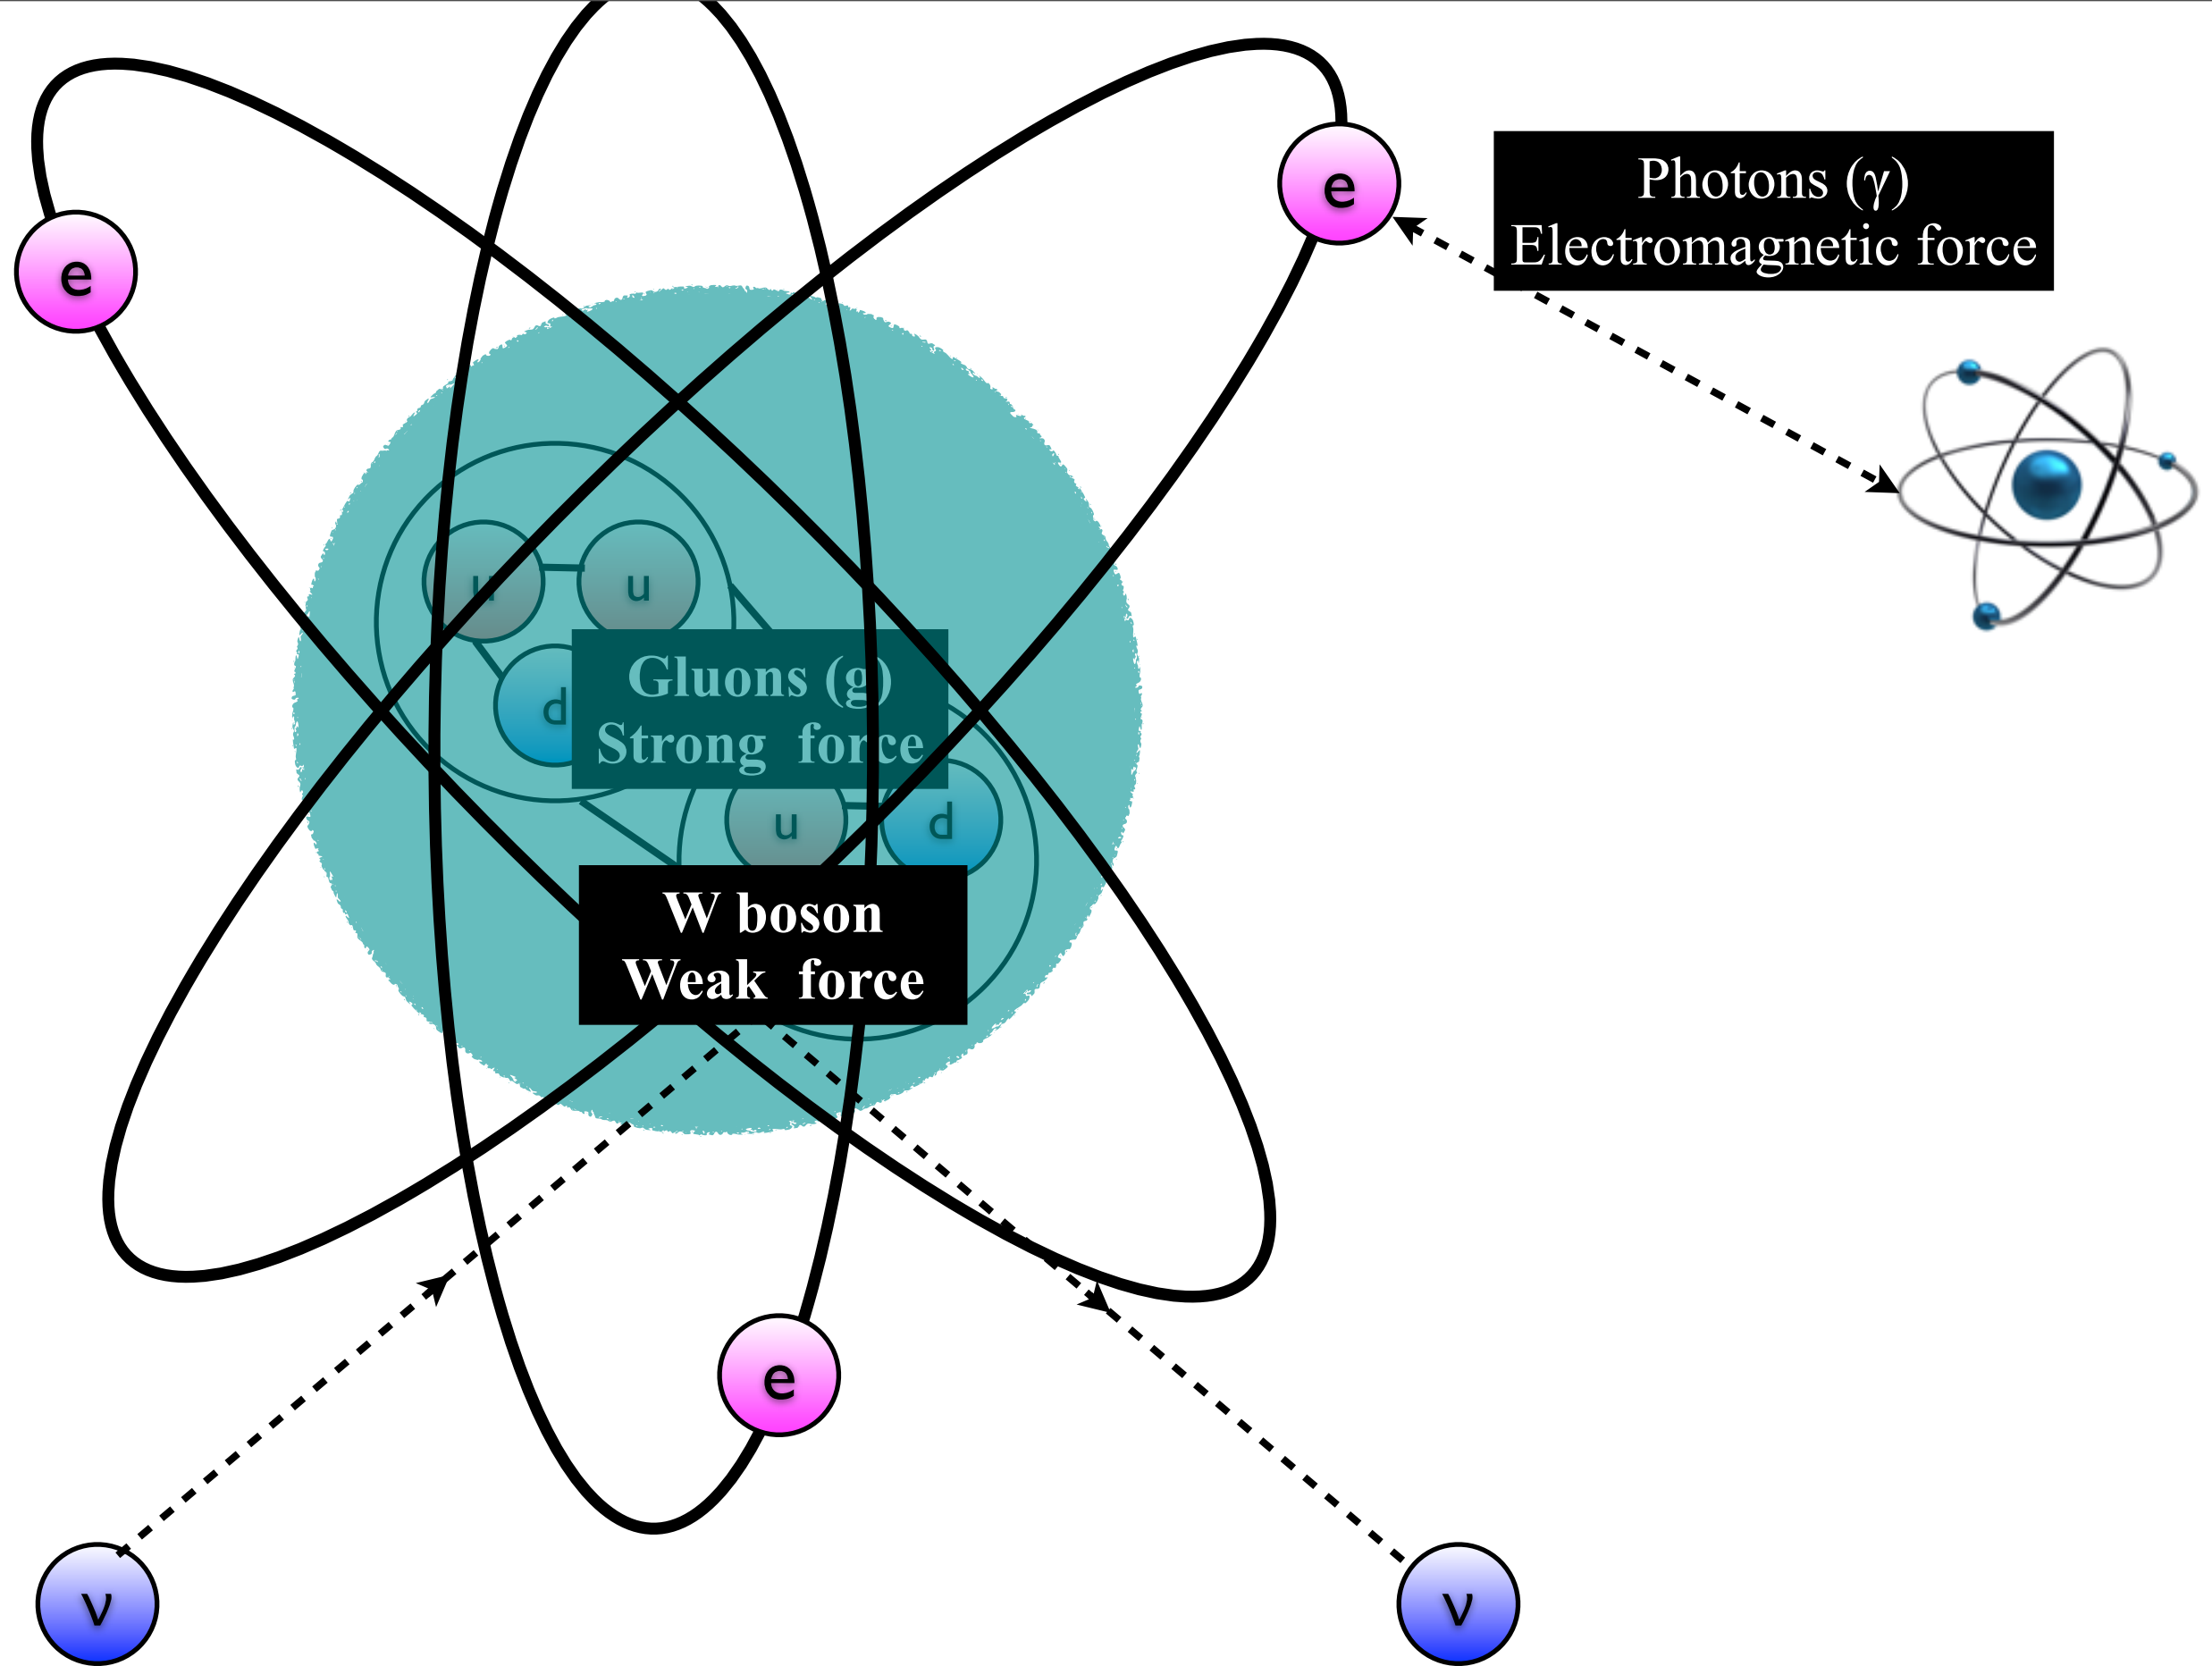 e
Photons (γ)
Electromagnetic force
e
u
u
Gluons (g)
d
Strong force
u
d
W boson
Weak force
e
ν
ν